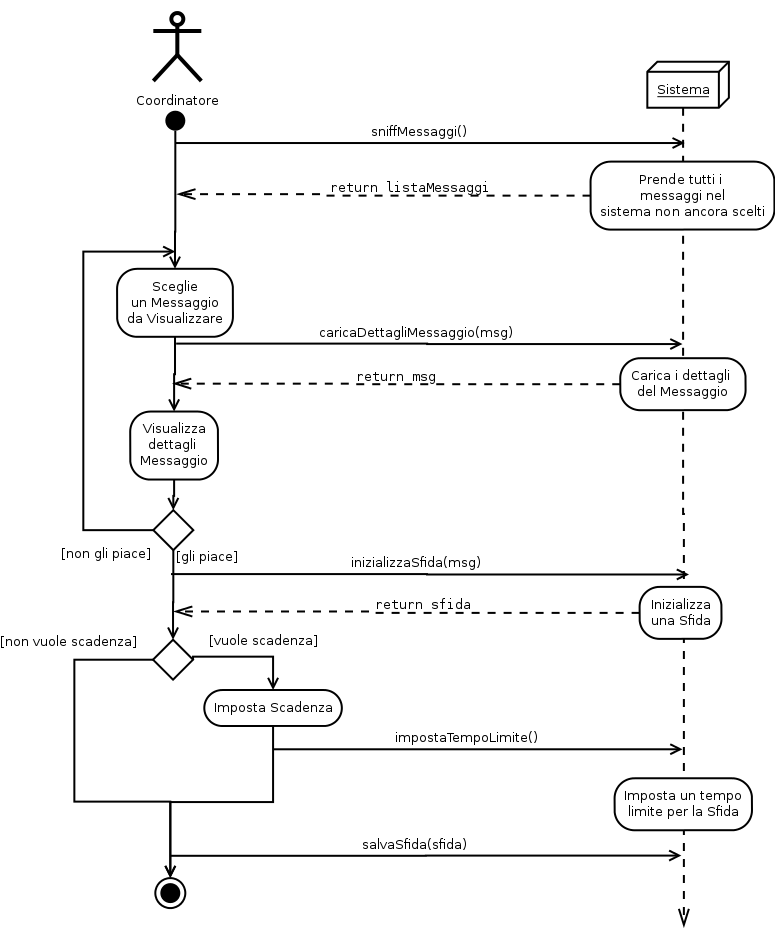 Coordinatore
Sistema
sniffMessaggi()
Prende tutti i
messaggi nel
sistema non ancora scelti
return listaMessaggi
Sceglie
un Messaggio
da Visualizzare
caricaDettagliMessaggio(msg)
Carica i dettagli
del Messaggio
return msg
Visualizza
dettagli
Messaggio
[non gli piace]
[gli piace]
inizializzaSfida(msg)
Inizializza
una Sfida
return sfida
[non vuole scadenza]
[vuole scadenza]
Imposta Scadenza
impostaTempoLimite()
Imposta un tempo
limite per la Sfida
salvaSfida(sfida)